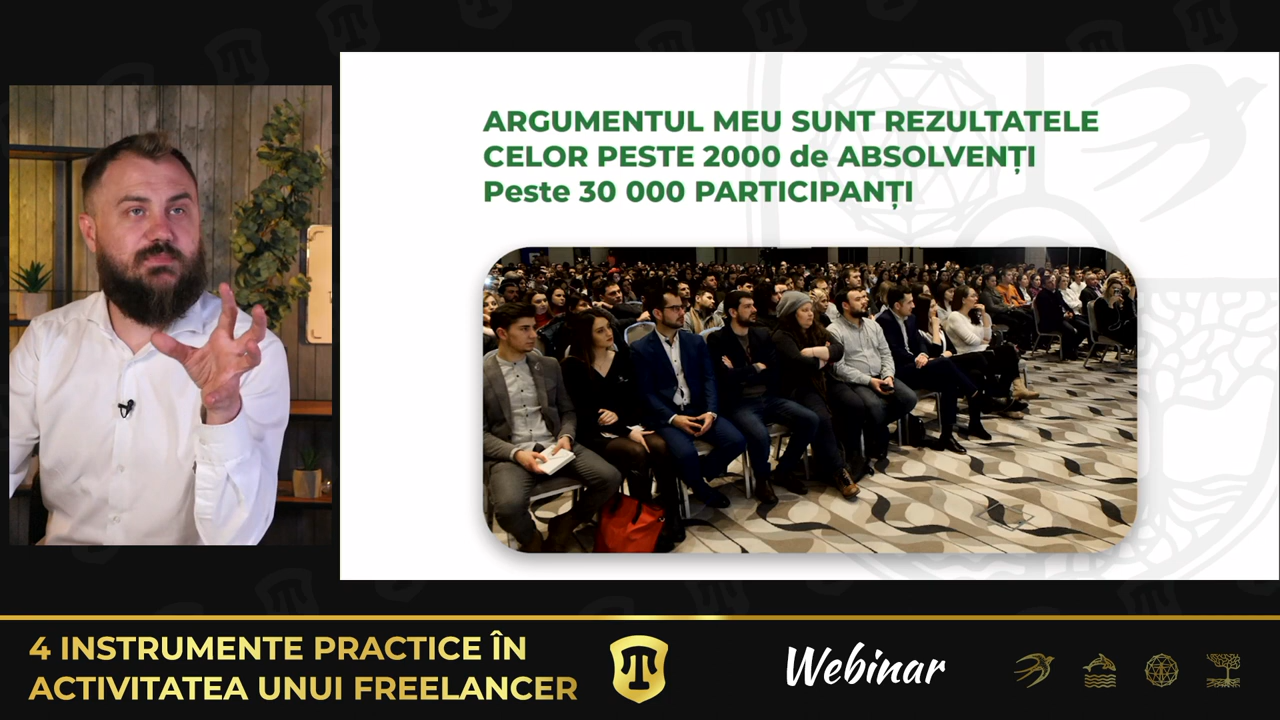 ARGUMENTUL MEU SUNT REZULTATELE
CELOR PESTE 2000 de ABSOLVENȚI
Peste 30 000 PARTICIPANȚI
4 INSTRUMENTE PRACTICE ÎN
ACTIVITATEA UNUI FREELANCER
Webinar